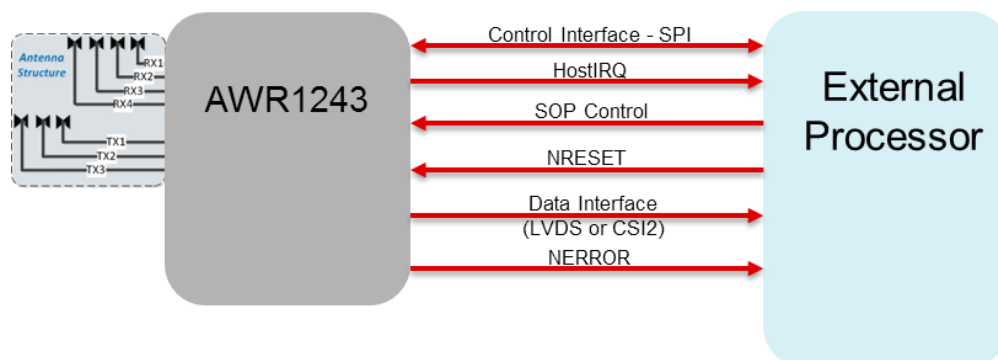 Antenna
Structure
RX1
RX2
RX3
RX4
TX1
TX2
TX3
AWR1243
Control Interface - SPI
HostIRQ
SOP Control
NRESET
Data Interface
(LVDS or CSI2)
NERROR
External
Processor